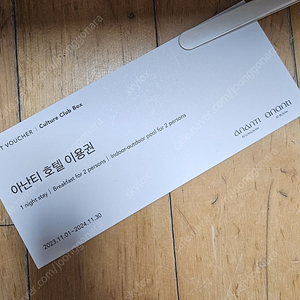 T VOUCHER | Culture Club Box
아난티 호텔 이용권
1 night stay | Breakfast for 2 persons | Indoor·outdoor pool for 2 persons
2023.11.01~2024.11.30
ananti ananti